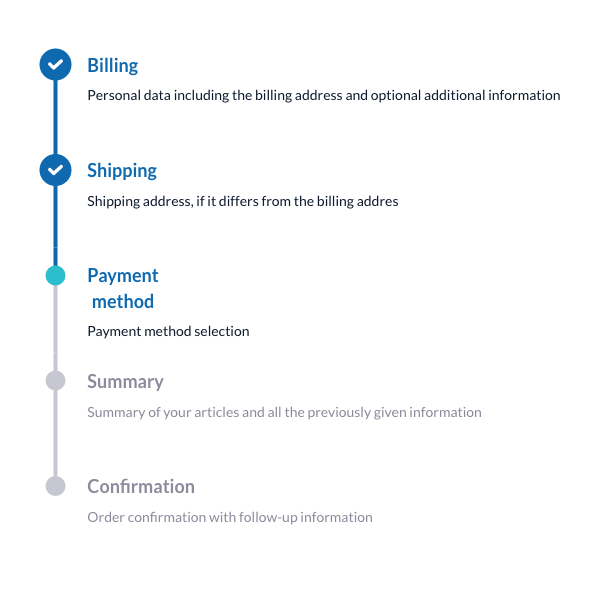 Billing
Personal data including the billing address and optional additional information
Shipping
Shipping address, if it differs from the billing addres
Payment
method
Payment method selection
Summary
Summary of your articles and all the previously given information
Confirmation
Order confirmation with follow-up information